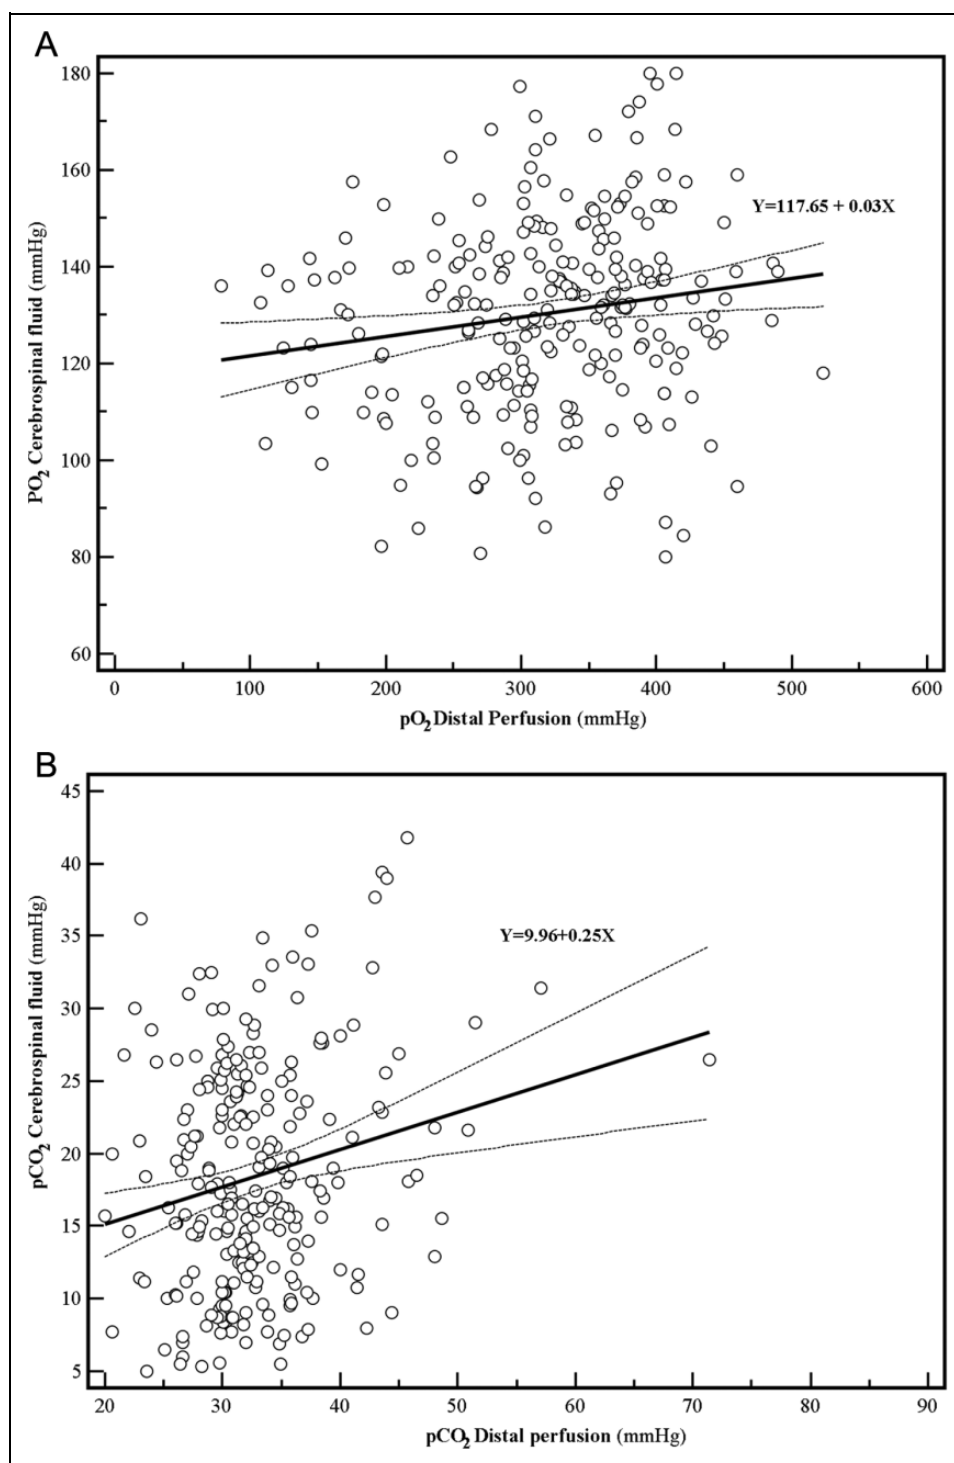 A
180
160
140
120
100
80
60
PO2 Cerebrospinal fluid (mmHg)
Y=117.65 + 0.03X
0 100 200 300 400 500 600
pO2 Distal Perfusion (mmHg)
B
45
40
35
30
25
20
15
10
5
pCO2 Cerebrospinal fluid (mmHg)
Y=9.96+0.25X
20 30 40 50 60 70 80 90
pCO2 Distal perfusion (mmHg)